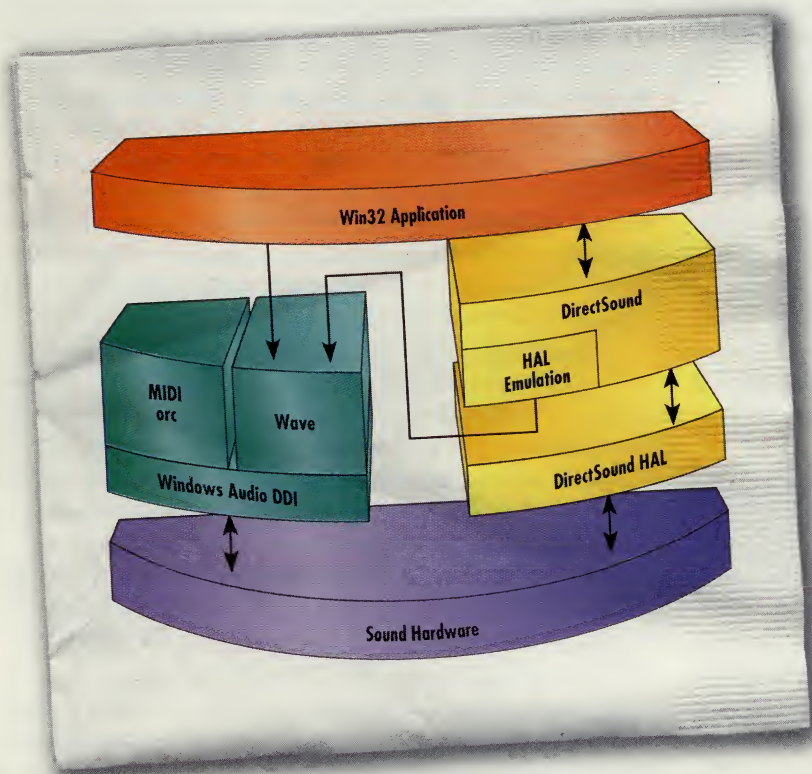 Win32 Application
DirectSound
HAL
Emulation
MIDI
orc
Wave
DirectSound HAL
Windows Audio DDI
Sound Hardware